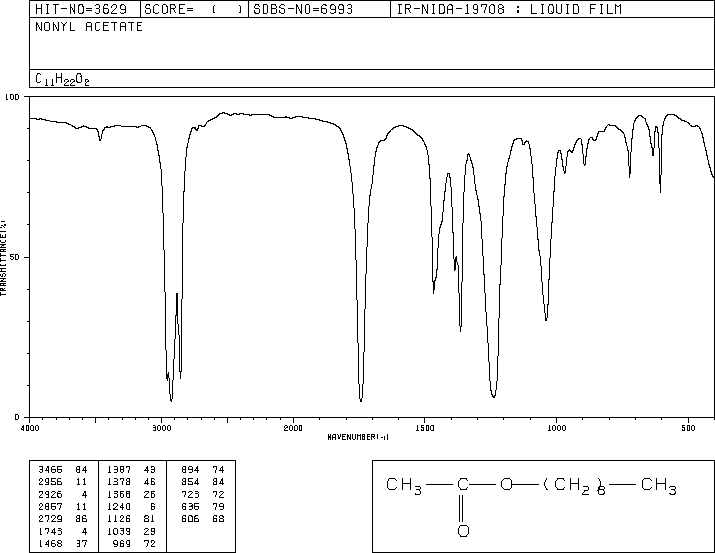 HIT-NO=3629 SCORE= ( ) SDBS-NO=6993 IR-NIDA-19708 : LIQUID FILM
NONYL ACETATE
C11H22O2
100
50
0
TRANSMITTANCE(%)
4000 3000 2000 1500 1000 500
WAVENUMBER(-1)
3466 84 1387 43 894 74
2956 11 1378 46 854 84
2926 4 1368 26 723 72
2857 11 1240 6 636 79
2729 86 1126 81 606 68
1743 4 1039 29
1468 37 969 72
CH3 C O (CH2)8 CH3
O